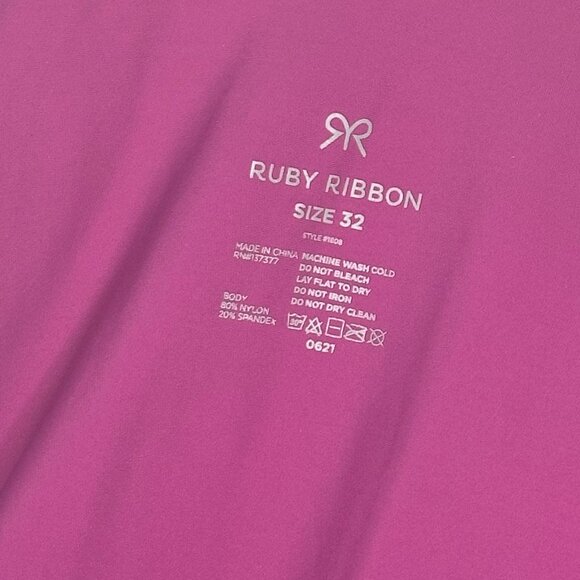 RUBY RIBBON
SIZE 32
STYLE #1808
MADE IN CHINA
RN#137377
MACHINE WASH COLD
DO NOT BLEACH
LAY FLAT TO DRY
DO NOT IRON
DO NOT DRY CLEAN
BODY
80% NYLON
20% SPANDEX
30°
0621